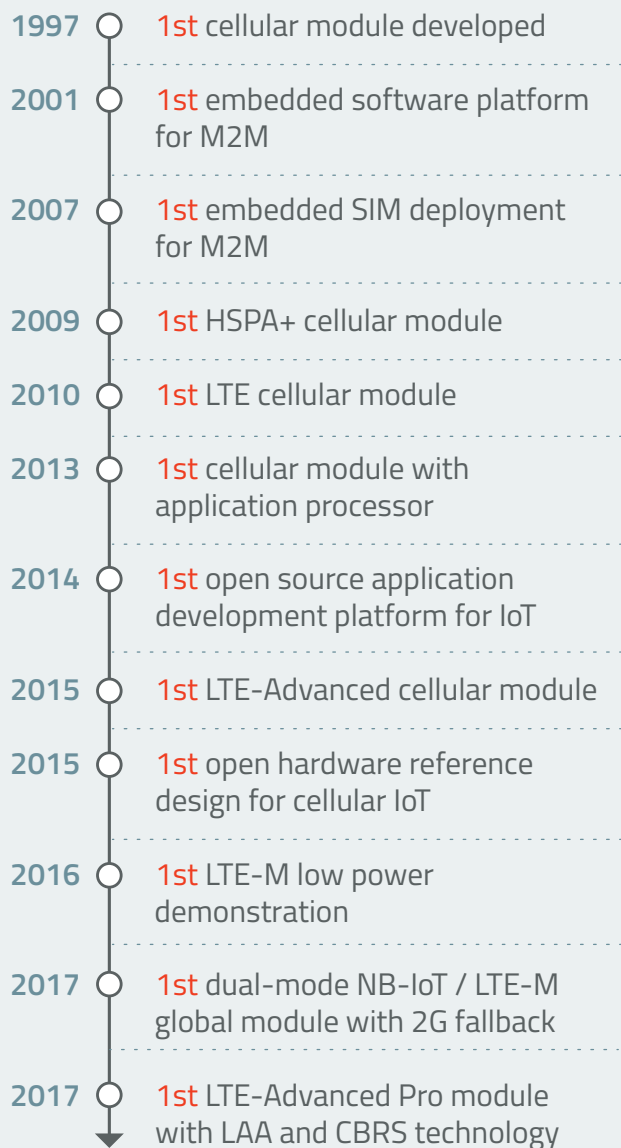 1997 1st cellular module developed
2001 1st embedded software platform
for M2M
2007 1st embedded SIM deployment
for M2M
2009 1st HSPA+ cellular module
2010 1st LTE cellular module
2013 1st cellular module with
application processor
2014 1st open source application
development platform for IoT
2015 1st LTE-Advanced cellular module
2015 1st open hardware reference
design for cellular IoT
2016 1st LTE-M low power
demonstration
2017 1st dual-mode NB-IoT / LTE-M
global module with 2G fallback
2017 1st LTE-Advanced Pro module
with LAA and CBRS technology